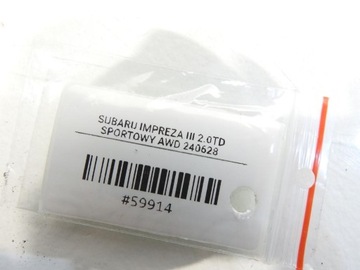 SUBARU IMPREZA III 2.0TD
SPORTOWY AWD 240628
#59914